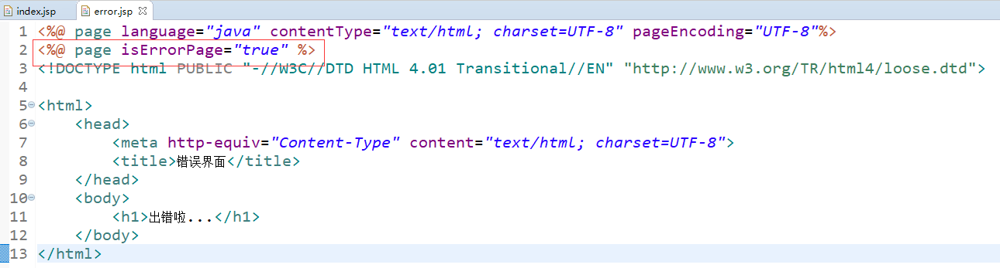 index.jsp error.jsp
1 <%@ page language="java" contentType="text/html; charset=UTF-8" pageEncoding="UTF-8"%>
2 <%@ page isErrorPage="true" %>
3 <!DOCTYPE html PUBLIC "-//W3C//DTD HTML 4.01 Transitional//EN" "http://www.w3.org/TR/html4/loose.dtd">
4
5 <html>
6     <head>
7         <meta http-equiv="Content-Type" content="text/html; charset=UTF-8">
8         <title>错误界面</title>
9     </head>
10     <body>
11         <h1>出错啦...</h1>
12     </body>
13 </html>